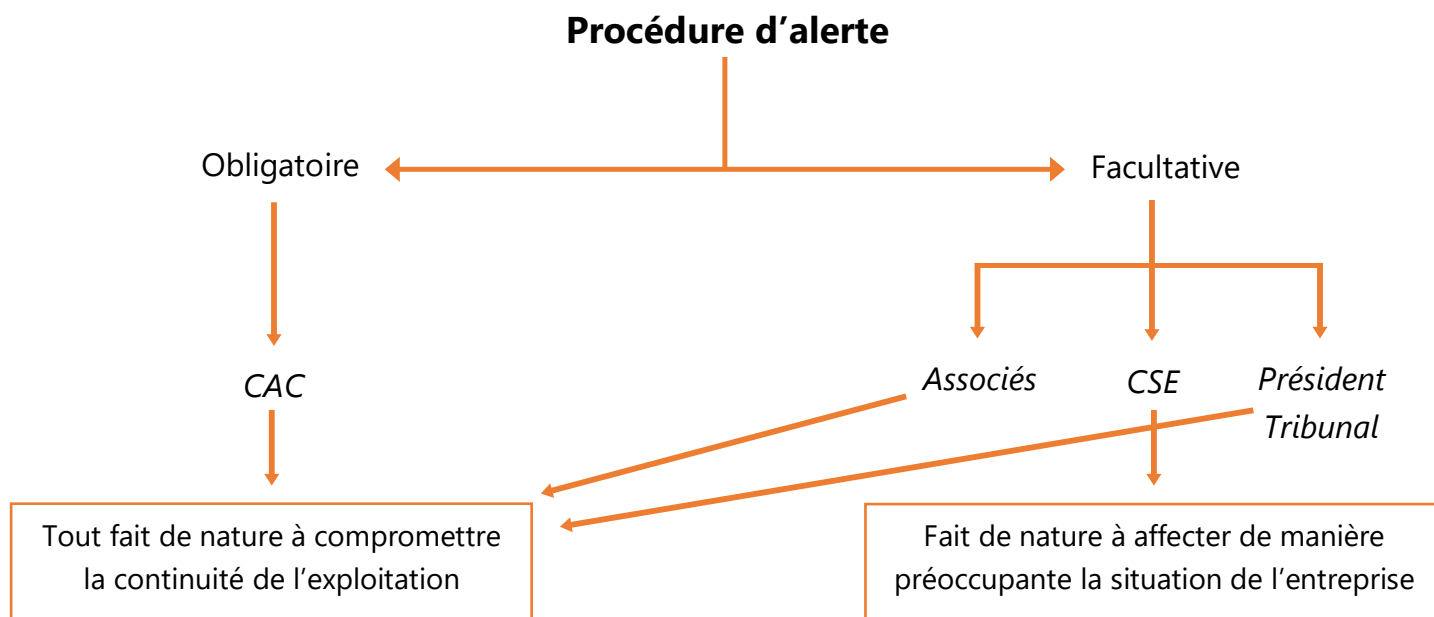 Procédure d’alerte
Obligatoire
Facultative
CAC
Associés
CSE
Président
Tribunal
Tout fait de nature à compromettre
la continuité de l’exploitation
Fait de nature à affecter de manière
préoccupante la situation de l’entreprise